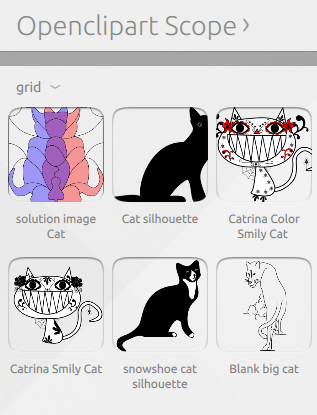 Openclipart Scope ›
grid
solution image
Cat
Cat silhouette
Catrina Color
Smily Cat
Catrina Smily Cat
snowshoe cat
silhouette
Blank big cat